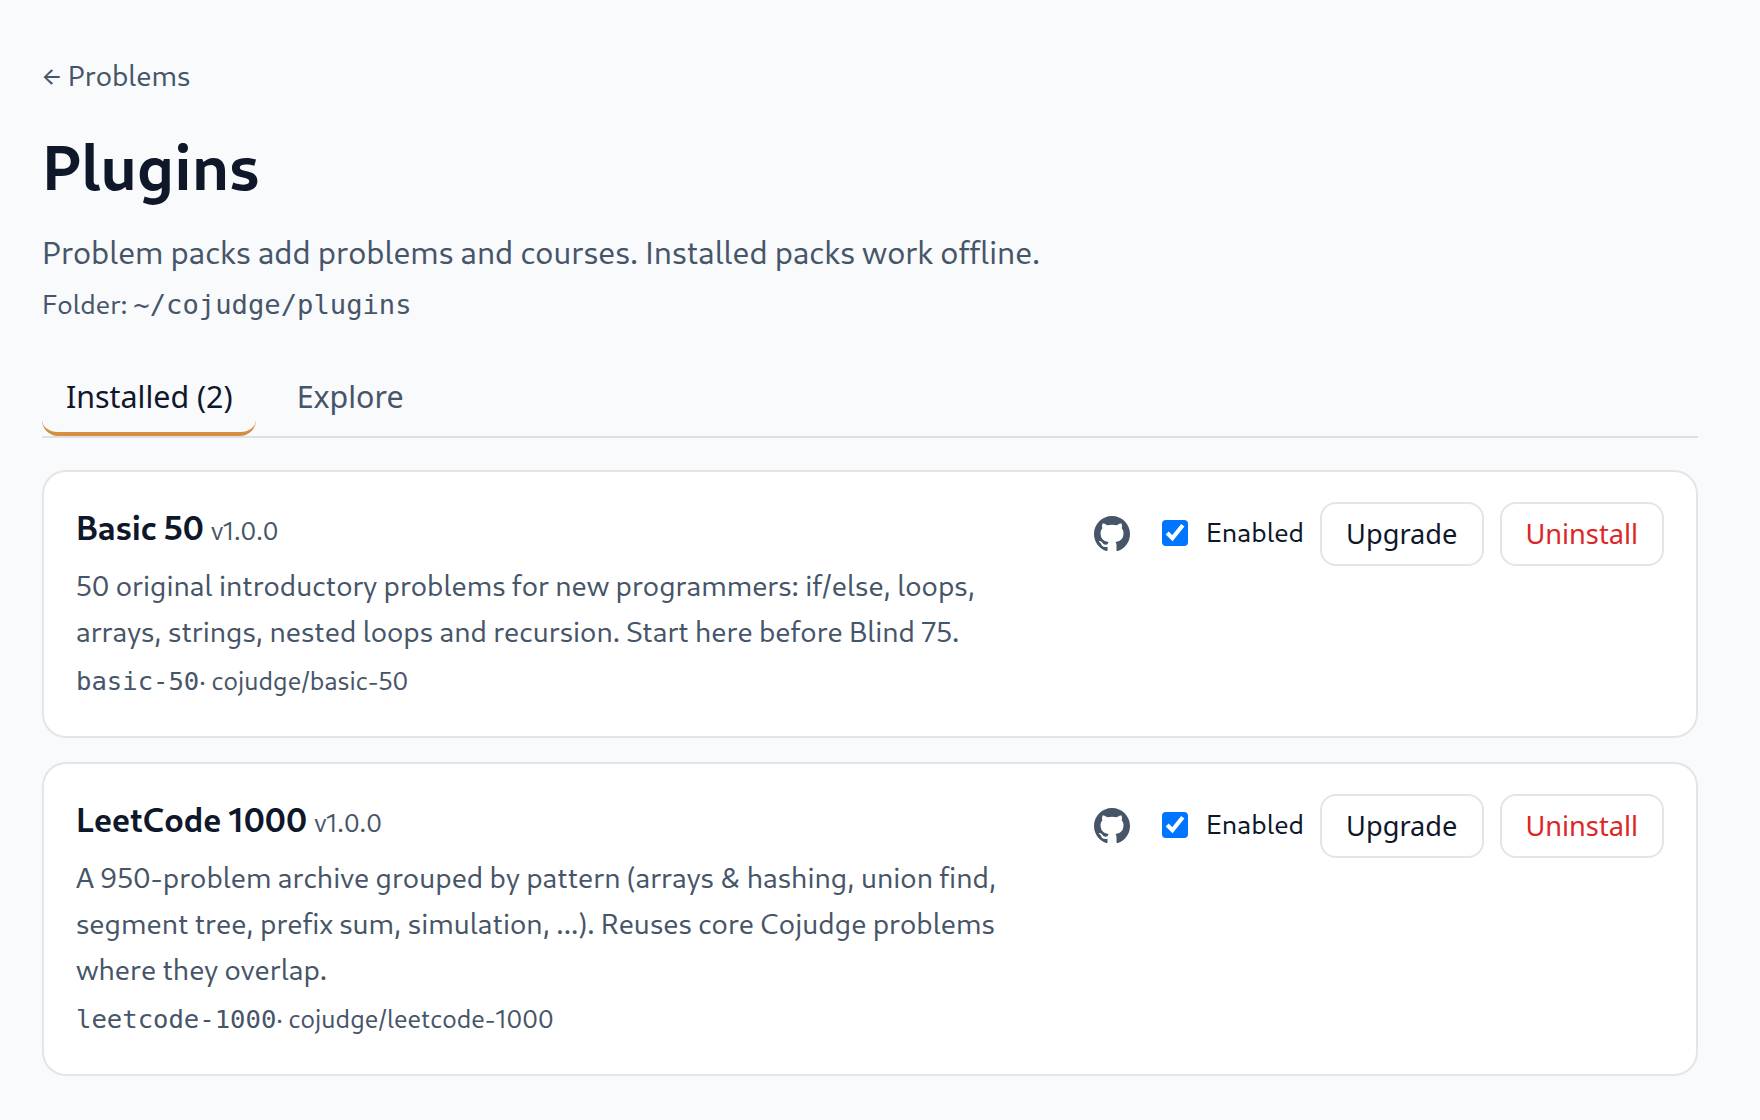 ← Problems
Plugins
Problem packs add problems and courses. Installed packs work offline.
Folder: ~/cojudge/plugins
Installed (2) Explore
Basic 50 v1.0.0 Enabled Upgrade Uninstall
50 original introductory problems for new programmers: if/else, loops,
arrays, strings, nested loops and recursion. Start here before Blind 75.
basic-50· cojudge/basic-50
LeetCode 1000 v1.0.0 Enabled Upgrade Uninstall
A 950-problem archive grouped by pattern (arrays & hashing, union find,
segment tree, prefix sum, simulation, ...). Reuses core Cojudge problems
where they overlap.
leetcode-1000· cojudge/leetcode-1000